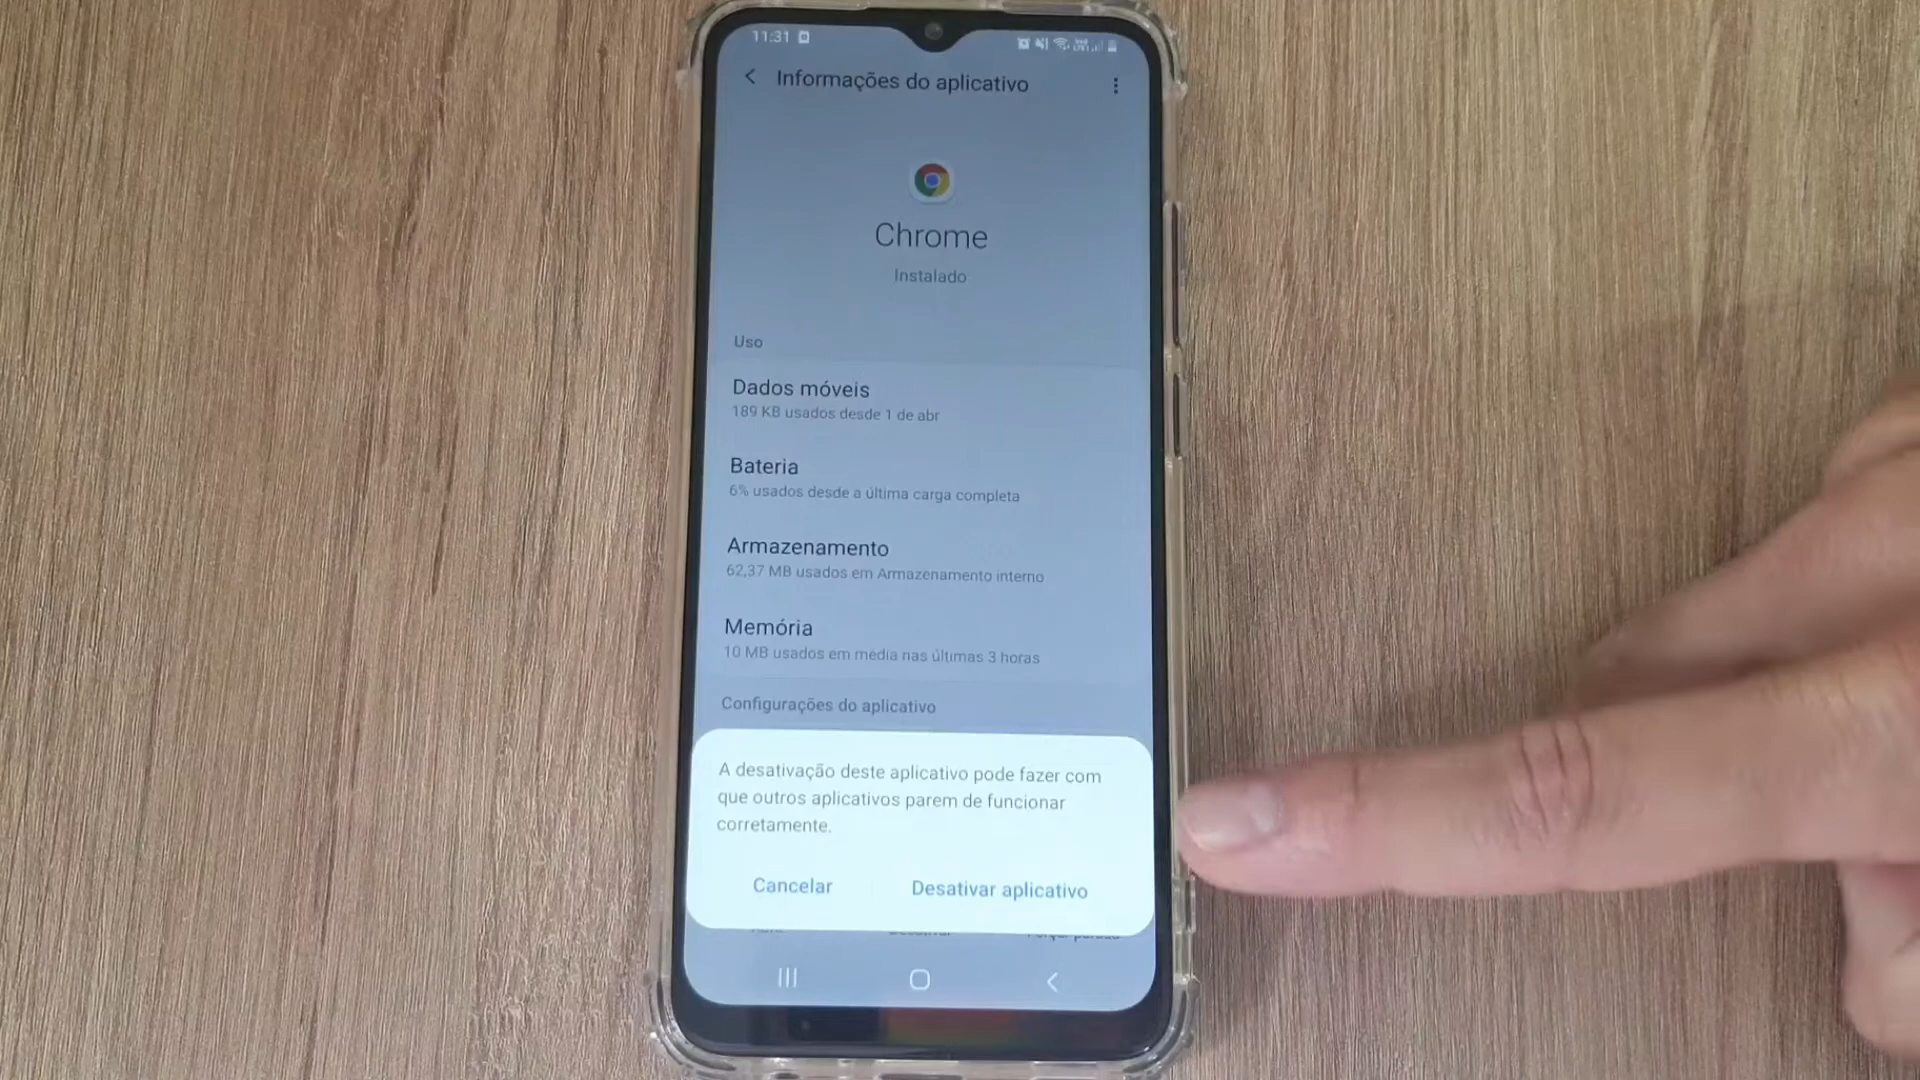 11:31
Informações do aplicativo
Chrome
Instalado
Uso
Dados móveis
189 KB usados desde 1 de abr
Bateria
6% usados desde a última carga completa
Armazenamento
62,37 MB usados em Armazenamento interno
Memória
10 MB usados em média nas últimas 3 horas
Configurações do aplicativo
A desativação deste aplicativo pode fazer com
que outros aplicativos parem de funcionar
corretamente.
Cancelar
Desativar aplicativo